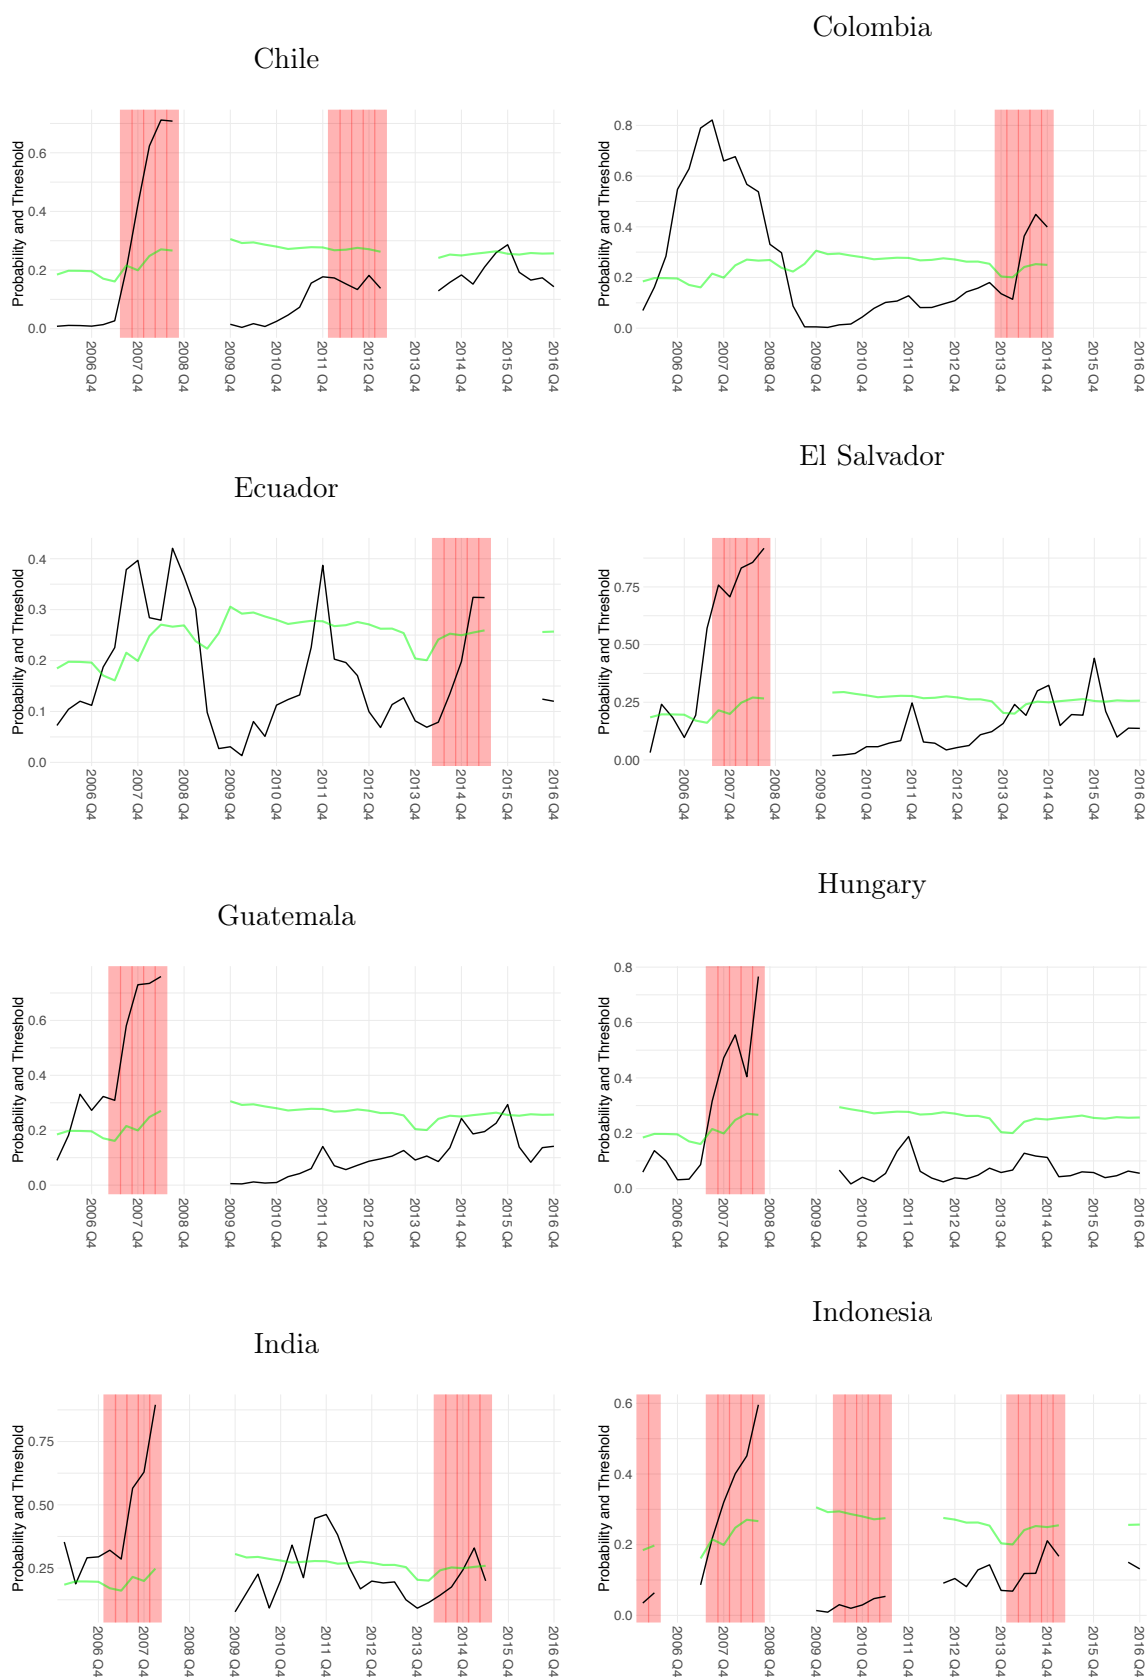 Chile
Probability and Threshold
0.6
0.4
0.2
0.0
2006 Q4
2007 Q4
2008 Q4
2009 Q4
2010 Q4
2011 Q4
2012 Q4
2013 Q4
2014 Q4
2015 Q4
2016 Q4
Colombia
Probability and Threshold
0.8
0.6
0.4
0.2
0.0
2006 Q4
2007 Q4
2008 Q4
2009 Q4
2010 Q4
2011 Q4
2012 Q4
2013 Q4
2014 Q4
2015 Q4
2016 Q4
Ecuador
Probability and Threshold
0.4
0.3
0.2
0.1
0.0
2006 Q4
2007 Q4
2008 Q4
2009 Q4
2010 Q4
2011 Q4
2012 Q4
2013 Q4
2014 Q4
2015 Q4
2016 Q4
El Salvador
Probability and Threshold
0.75
0.50
0.25
0.00
2006 Q4
2007 Q4
2008 Q4
2009 Q4
2010 Q4
2011 Q4
2012 Q4
2013 Q4
2014 Q4
2015 Q4
2016 Q4
Guatemala
Probability and Threshold
0.6
0.4
0.2
0.0
2006 Q4
2007 Q4
2008 Q4
2009 Q4
2010 Q4
2011 Q4
2012 Q4
2013 Q4
2014 Q4
2015 Q4
2016 Q4
Hungary
Probability and Threshold
0.8
0.6
0.4
0.2
0.0
2006 Q4
2007 Q4
2008 Q4
2009 Q4
2010 Q4
2011 Q4
2012 Q4
2013 Q4
2014 Q4
2015 Q4
2016 Q4
India
Probability and Threshold
0.75
0.50
0.25
2006 Q4
2007 Q4
2008 Q4
2009 Q4
2010 Q4
2011 Q4
2012 Q4
2013 Q4
2014 Q4
2015 Q4
2016 Q4
Indonesia
Probability and Threshold
0.6
0.4
0.2
0.0
2006 Q4
2007 Q4
2008 Q4
2009 Q4
2010 Q4
2011 Q4
2012 Q4
2013 Q4
2014 Q4
2015 Q4
2016 Q4